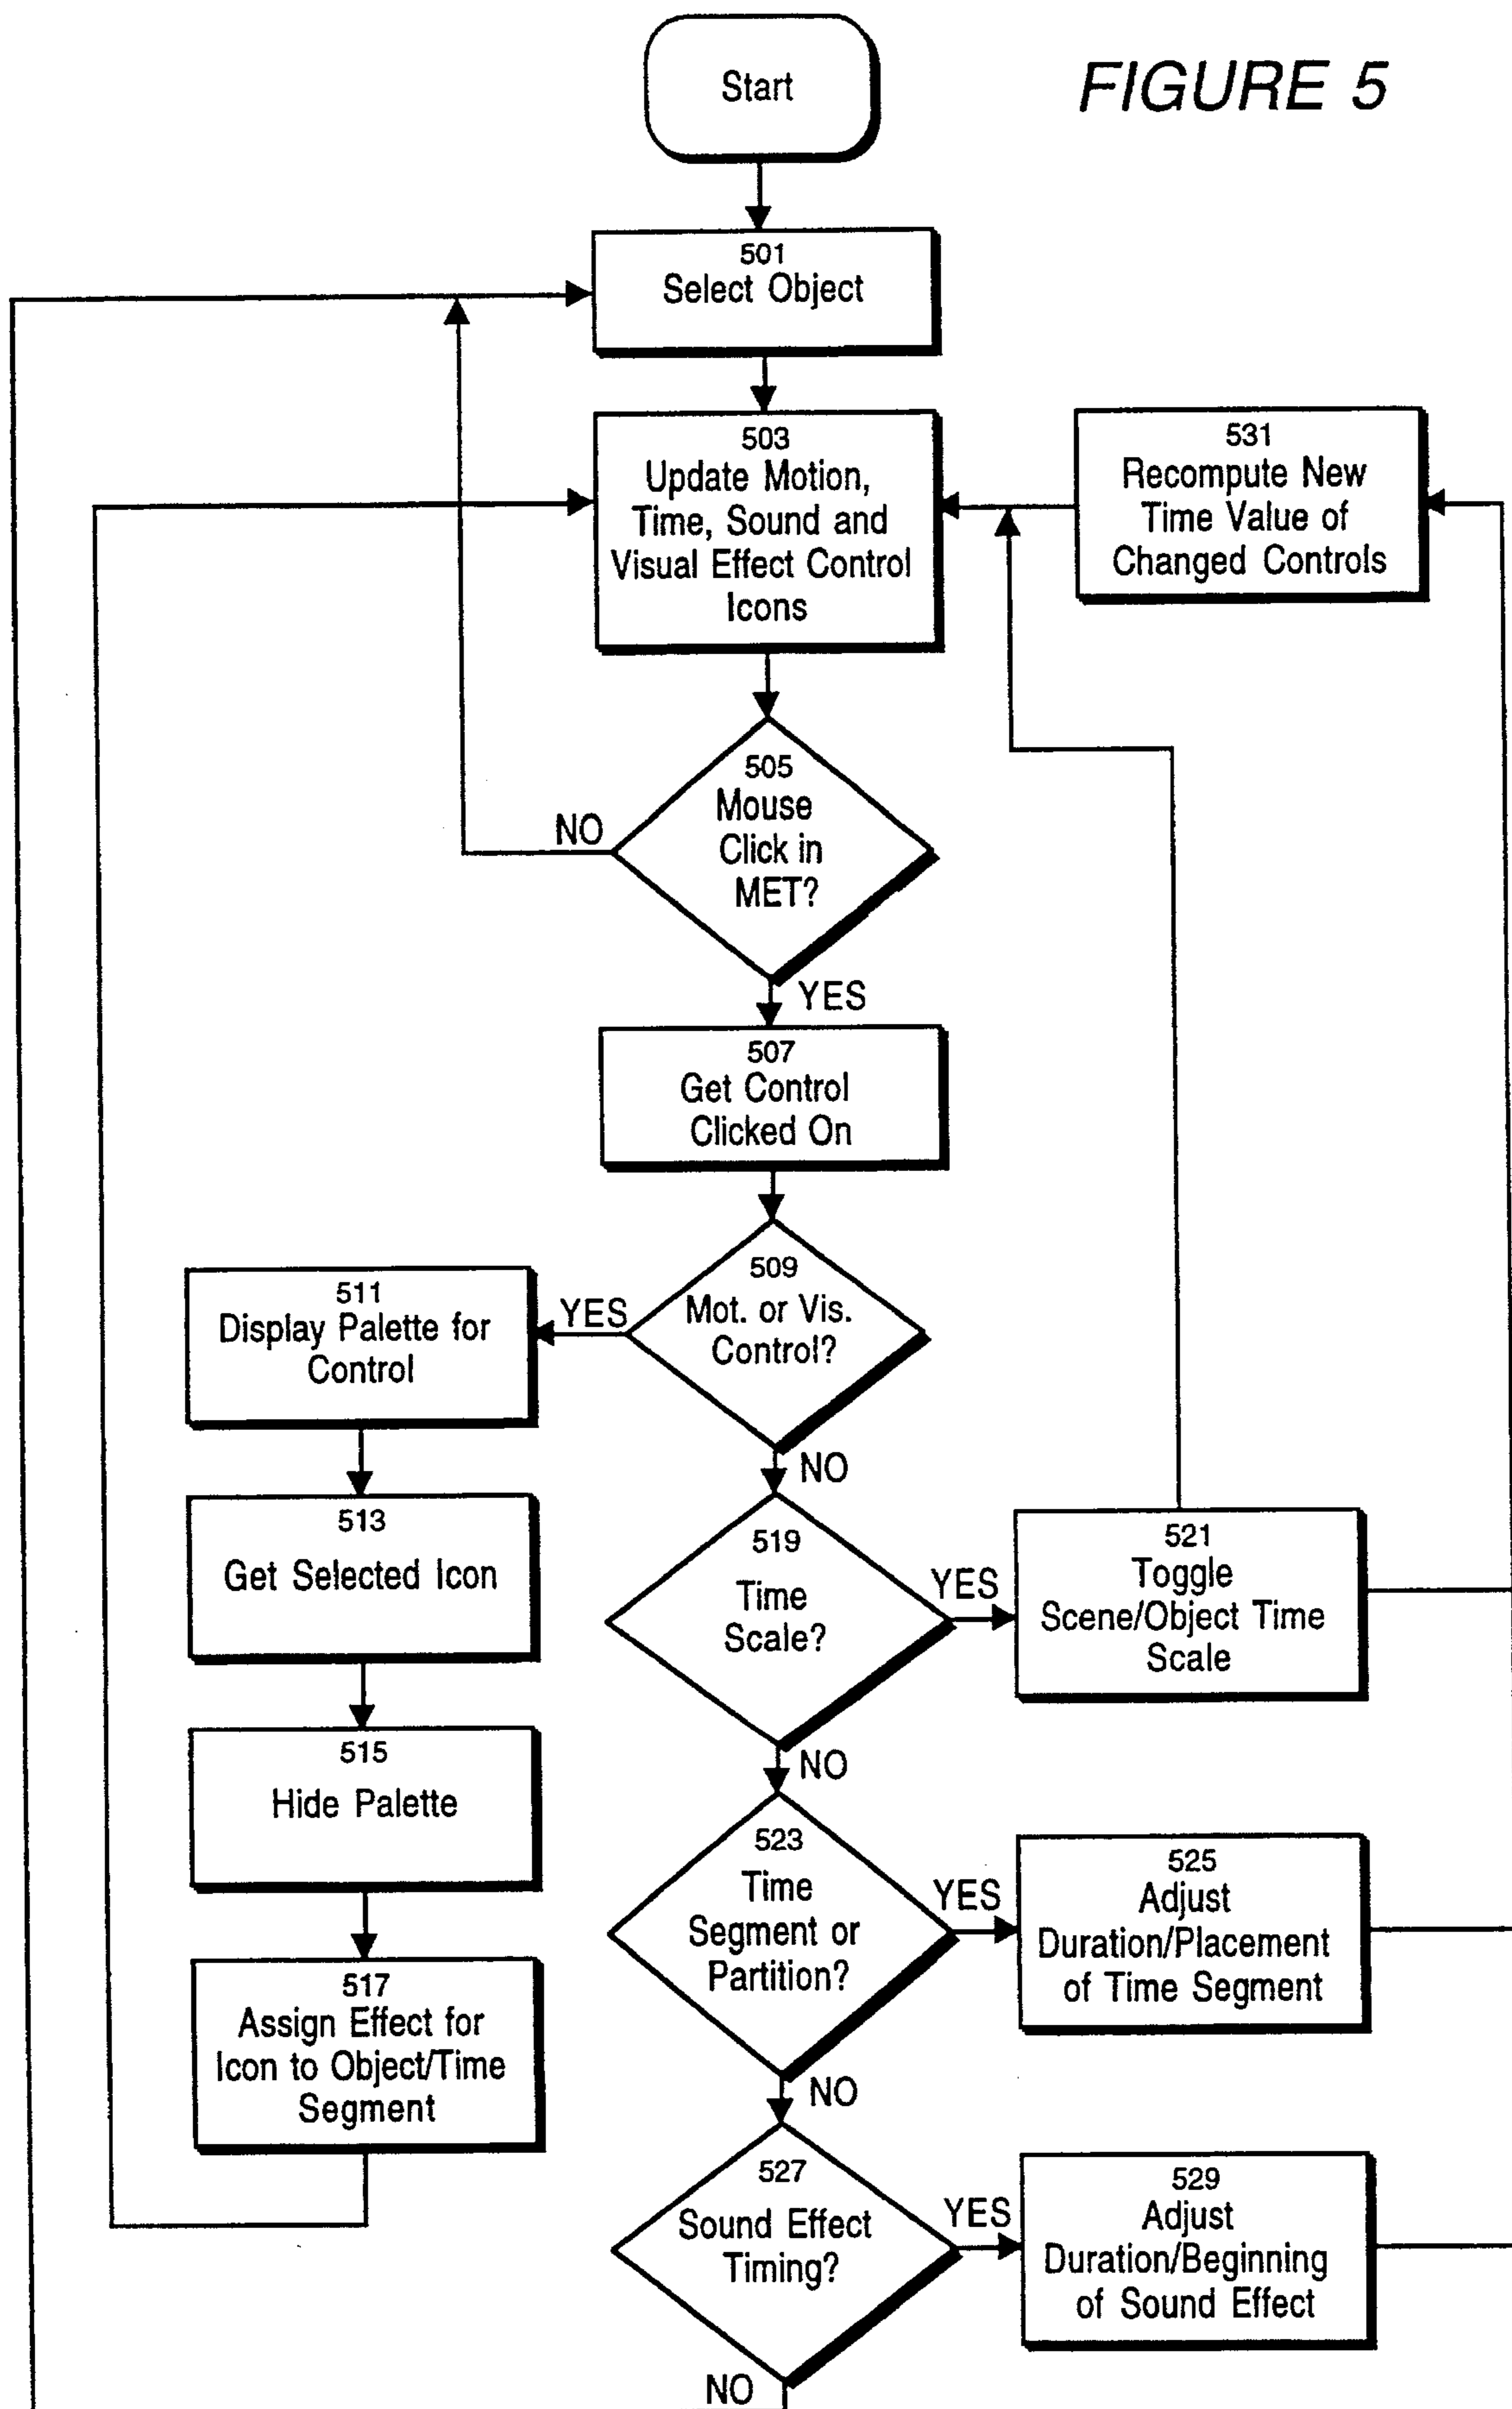 Start
FIGURE 5
501
Select Object
503
Update Motion,
Time, Sound and
Visual Effect Control
Icons
531
Recompute New
Time Value of
Changed Controls
505
Mouse
Click in
MET?
NO
YES
507
Get Control
Clicked On
509
Mot. or Vis.
Control?
YES
511
Display Palette for
Control
NO
513
Get Selected Icon
519
Time
Scale?
YES
521
Toggle
Scene/Object Time
Scale
515
Hide Palette
NO
523
Time
Segment or
Partition?
YES
525
Adjust
Duration/Placement
of Time Segment
517
Assign Effect for
Icon to Object/Time
Segment
NO
527
Sound Effect
Timing?
YES
529
Adjust
Duration/Beginning
of Sound Effect
NO